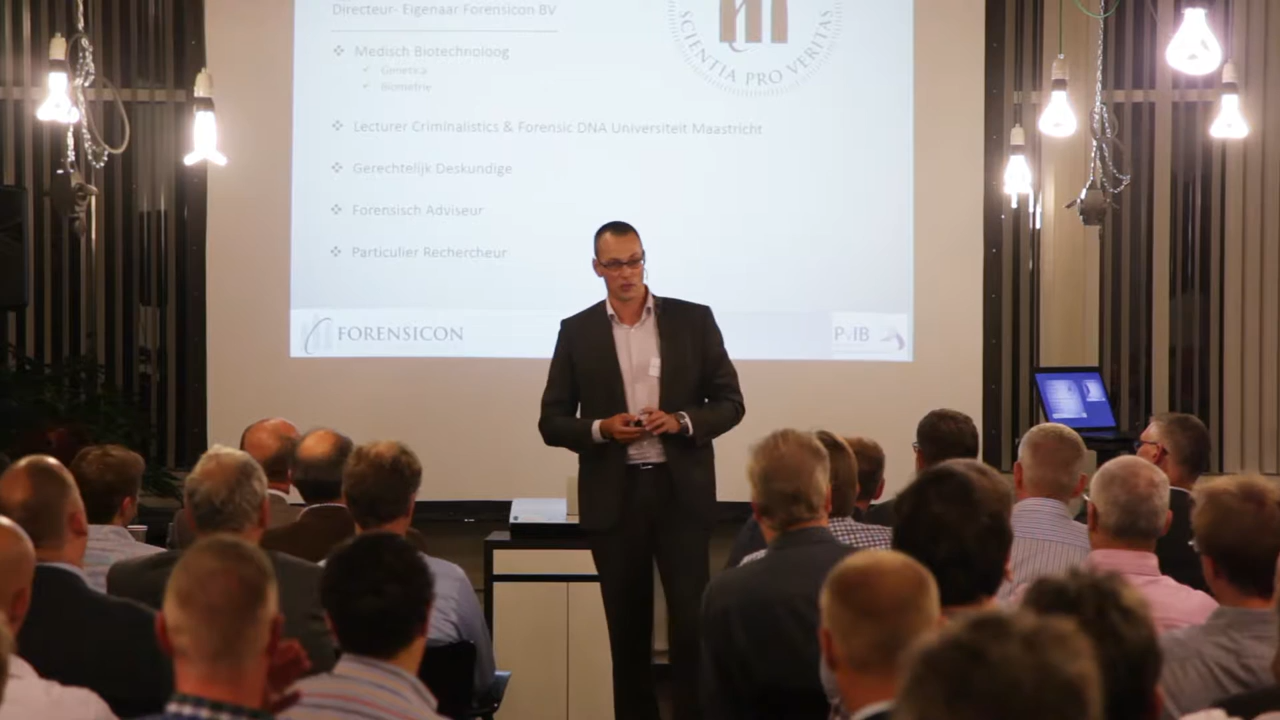 Directeur- Eigenaar Forensicon BV
Medisch Biotechnoloog
Genetica
Biometrie
SCIENTIA PRO VERITAS
Lecturer Criminalistics & Forensic DNA Universiteit Maastricht
Gerechtelijk Deskundige
Forensisch Adviseur
Particulier Rechercheur
FORENSICON
PvIB